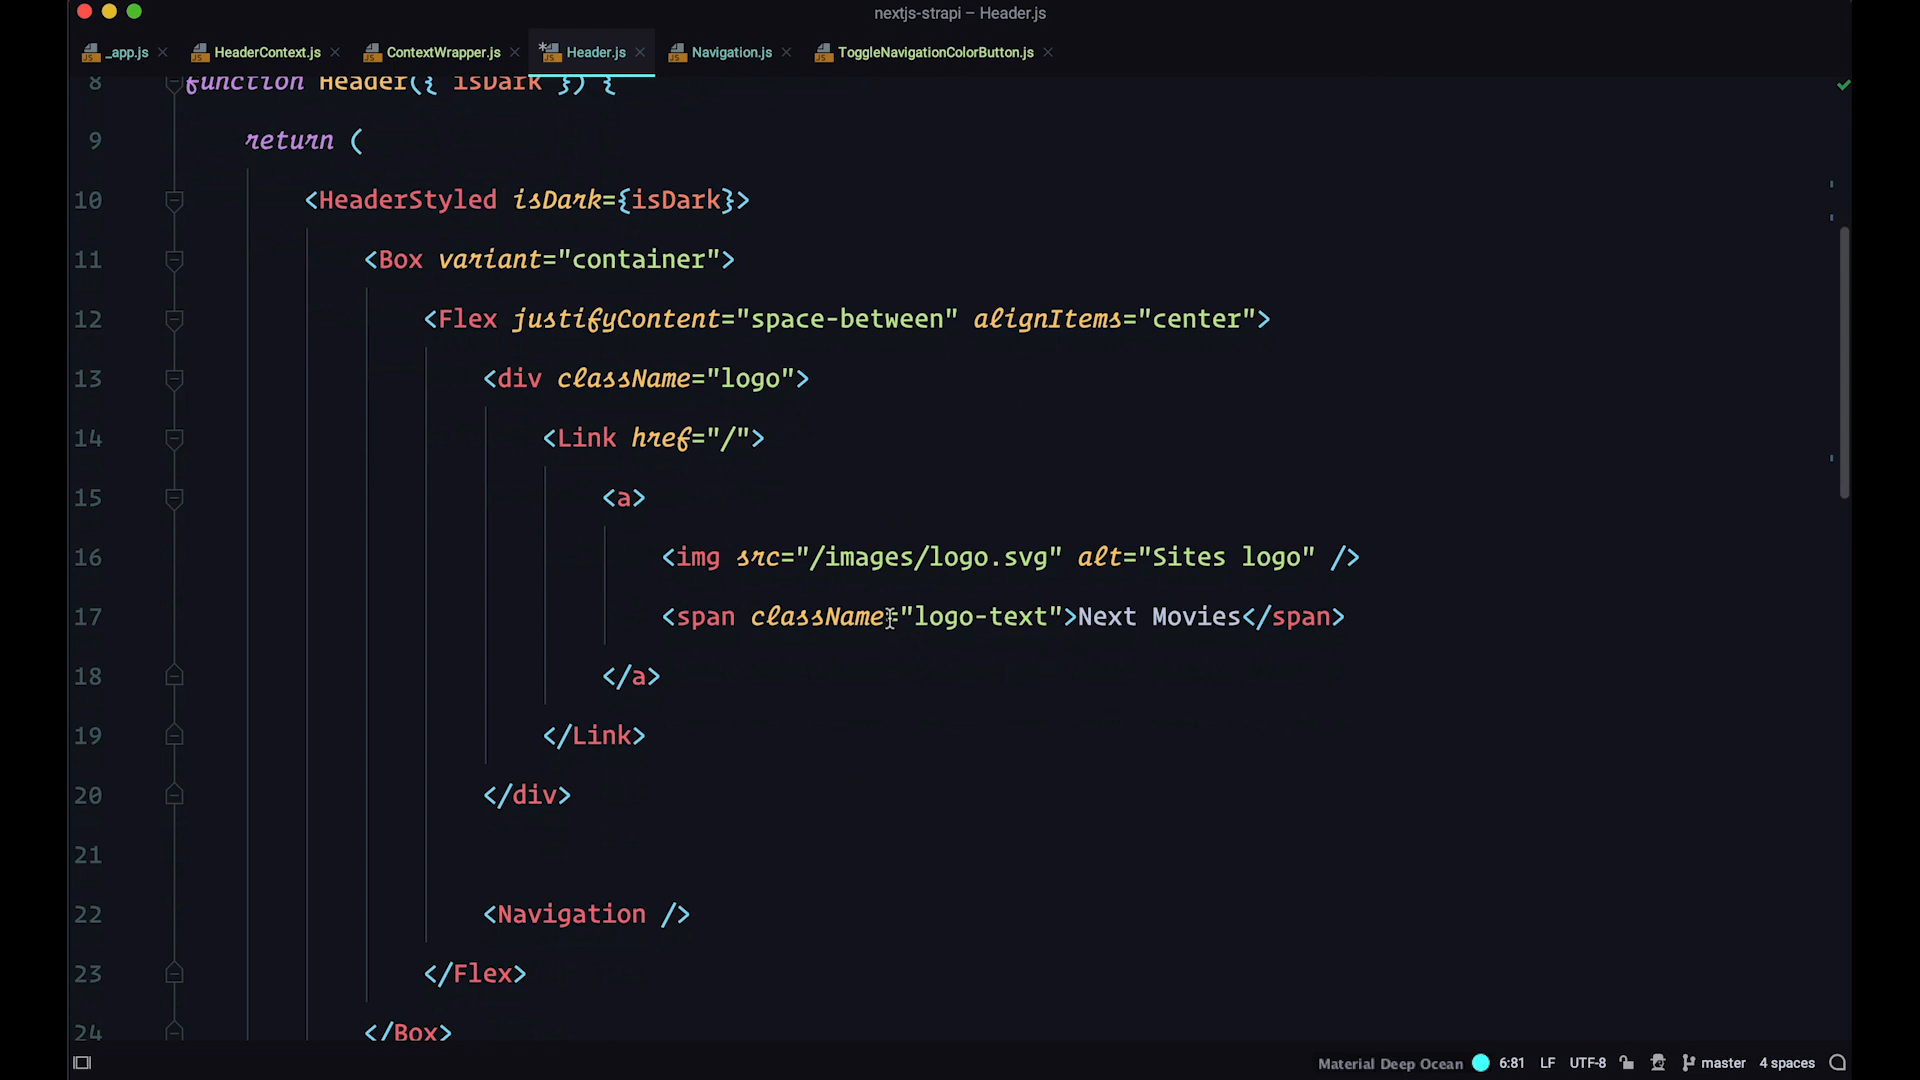 nextjs-strapi – Header.js
_app.js
HeaderContext.js
ContextWrapper.js
* Header.js
Navigation.js
ToggleNavigationColorButton.js
8 function Header({ isDark }) {
9 return (
10 <HeaderStyled isDark={isDark}>
11 <Box variant="container">
12 <Flex justifyContent="space-between" alignItems="center">
13 <div className="logo">
14 <Link href="/">
15 <a>
16 <img src="/images/logo.svg" alt="Sites logo" />
17 <span className="logo-text">Next Movies</span>
18 </a>
19 </Link>
20 </div>
21
22 <Navigation />
23 </Flex>
24 </Box>
Material Deep Ocean 6:81 LF UTF-8 master 4 spaces